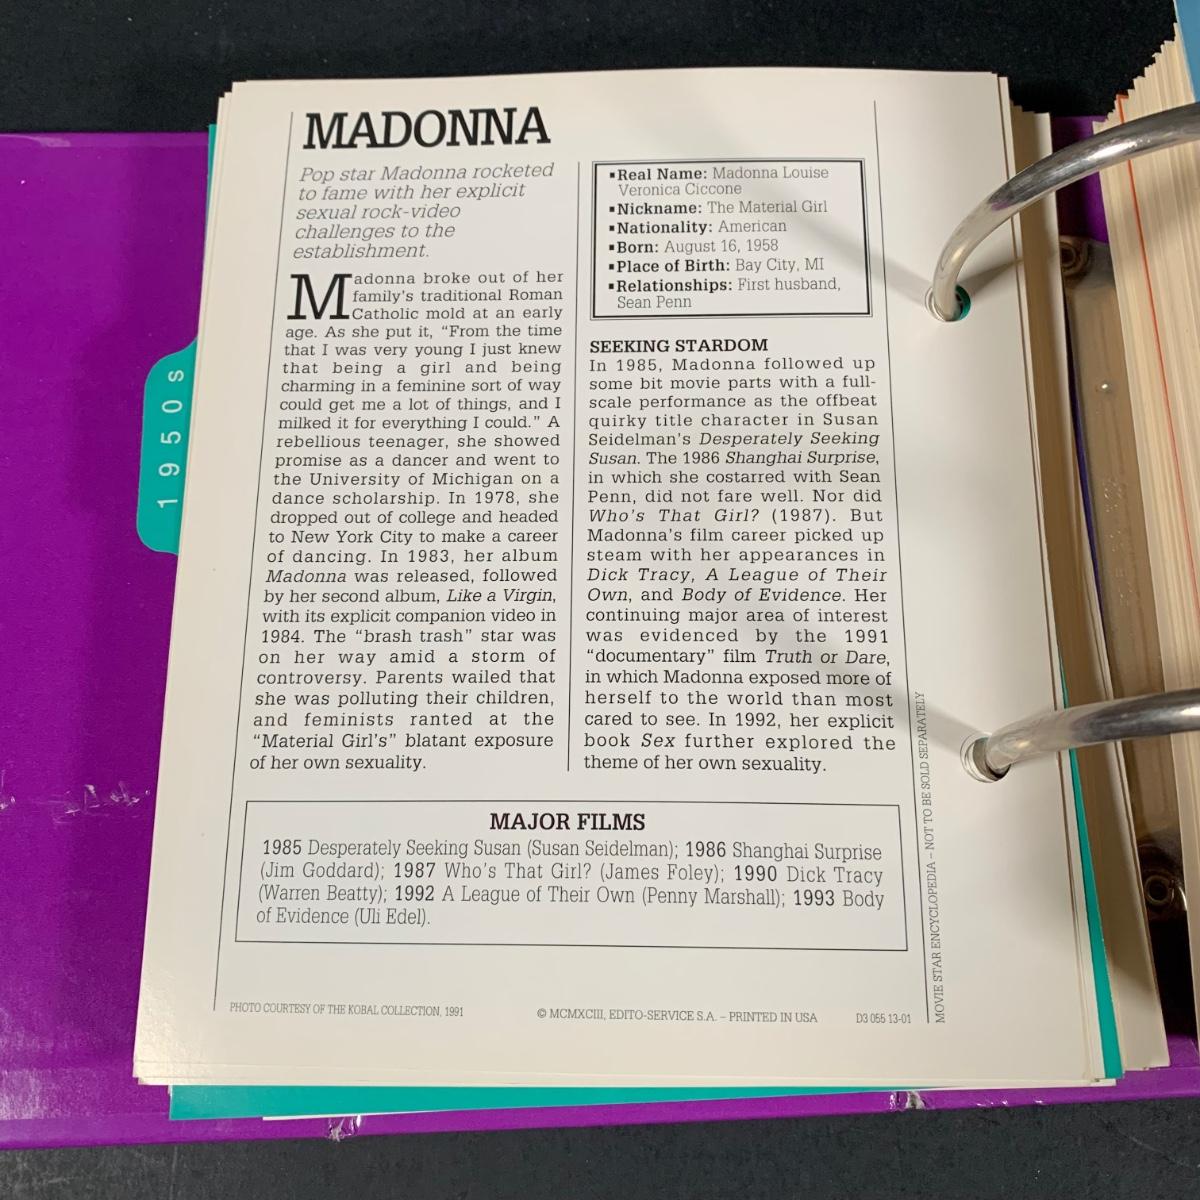 MADONNA
Pop star Madonna rocketed
to fame with her explicit
sexual rock-video
challenges to the
establishment.
Madonna broke out of her
family's traditional Roman
Catholic mold at an early
age. As she put it, “From the time
that I was very young I just knew
that being a girl and being
charming in a feminine sort of way
could get me a lot of things, and I
milked it for everything I could.” A
rebellious teenager, she showed
promise as a dancer and went to
the University of Michigan on a
dance scholarship. In 1978, she
dropped out of college and headed
to New York City to make a career
of dancing. In 1983, her album
Madonna was released, followed
by her second album, Like a Virgin,
with its explicit companion video in
1984. The “brash trash” star was
on her way amid a storm of
controversy. Parents wailed that
she was polluting their children,
and feminists ranted at the
“Material Girl's” blatant exposure
of her own sexuality.
▪Real Name: Madonna Louise
Veronica Ciccone
▪Nickname: The Material Girl
▪Nationality: American
▪Born: August 16, 1958
▪Place of Birth: Bay City, MI
▪Relationships: First husband,
Sean Penn
SEEKING STARDOM
In 1985, Madonna followed up
some bit movie parts with a full-
scale performance as the offbeat
quirky title character in Susan
Seidelman's Desperately Seeking
Susan. The 1986 Shanghai Surprise,
in which she costarred with Sean
Penn, did not fare well. Nor did
Who's That Girl? (1987). But
Madonna's film career picked up
steam with her appearances in
Dick Tracy, A League of Their
Own, and Body of Evidence. Her
continuing major area of interest
was evidenced by the 1991
“documentary” film Truth or Dare,
in which Madonna exposed more of
herself to the world than most
cared to see. In 1992, her explicit
book Sex further explored the
theme of her own sexuality.
MAJOR FILMS
1985 Desperately Seeking Susan (Susan Seidelman); 1986 Shanghai Surprise
(Jim Goddard); 1987 Who's That Girl? (James Foley); 1990 Dick Tracy
(Warren Beatty); 1992 A League of Their Own (Penny Marshall); 1993 Body
of Evidence (Uli Edel).
PHOTO COURTESY OF THE KOBAL COLLECTION, 1991
© MCMXCIII, EDITO-SERVICE S.A. – PRINTED IN USA
D3 055 13-01
MOVIE STAR ENCYCLOPEDIA – NOT TO BE SOLD SEPARATELY
1950s